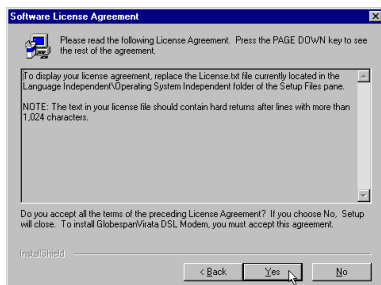 Software License Agreement
Please read the following License Agreement. Press the PAGE DOWN key to see
the rest of the agreement.
To display your license agreement, replace the License.txt file currently located in the
Language Independent\Operating System Independent folder of the Setup Files pane.
NOTE: The text in your license file should contain hard returns after lines with more than
1,024 characters.
Do you accept all the terms of the preceding License Agreement? If you choose No, Setup
will close. To install GlobespanVirata DSL Modem, you must accept this agreement.
InstallShield
< Back Yes No